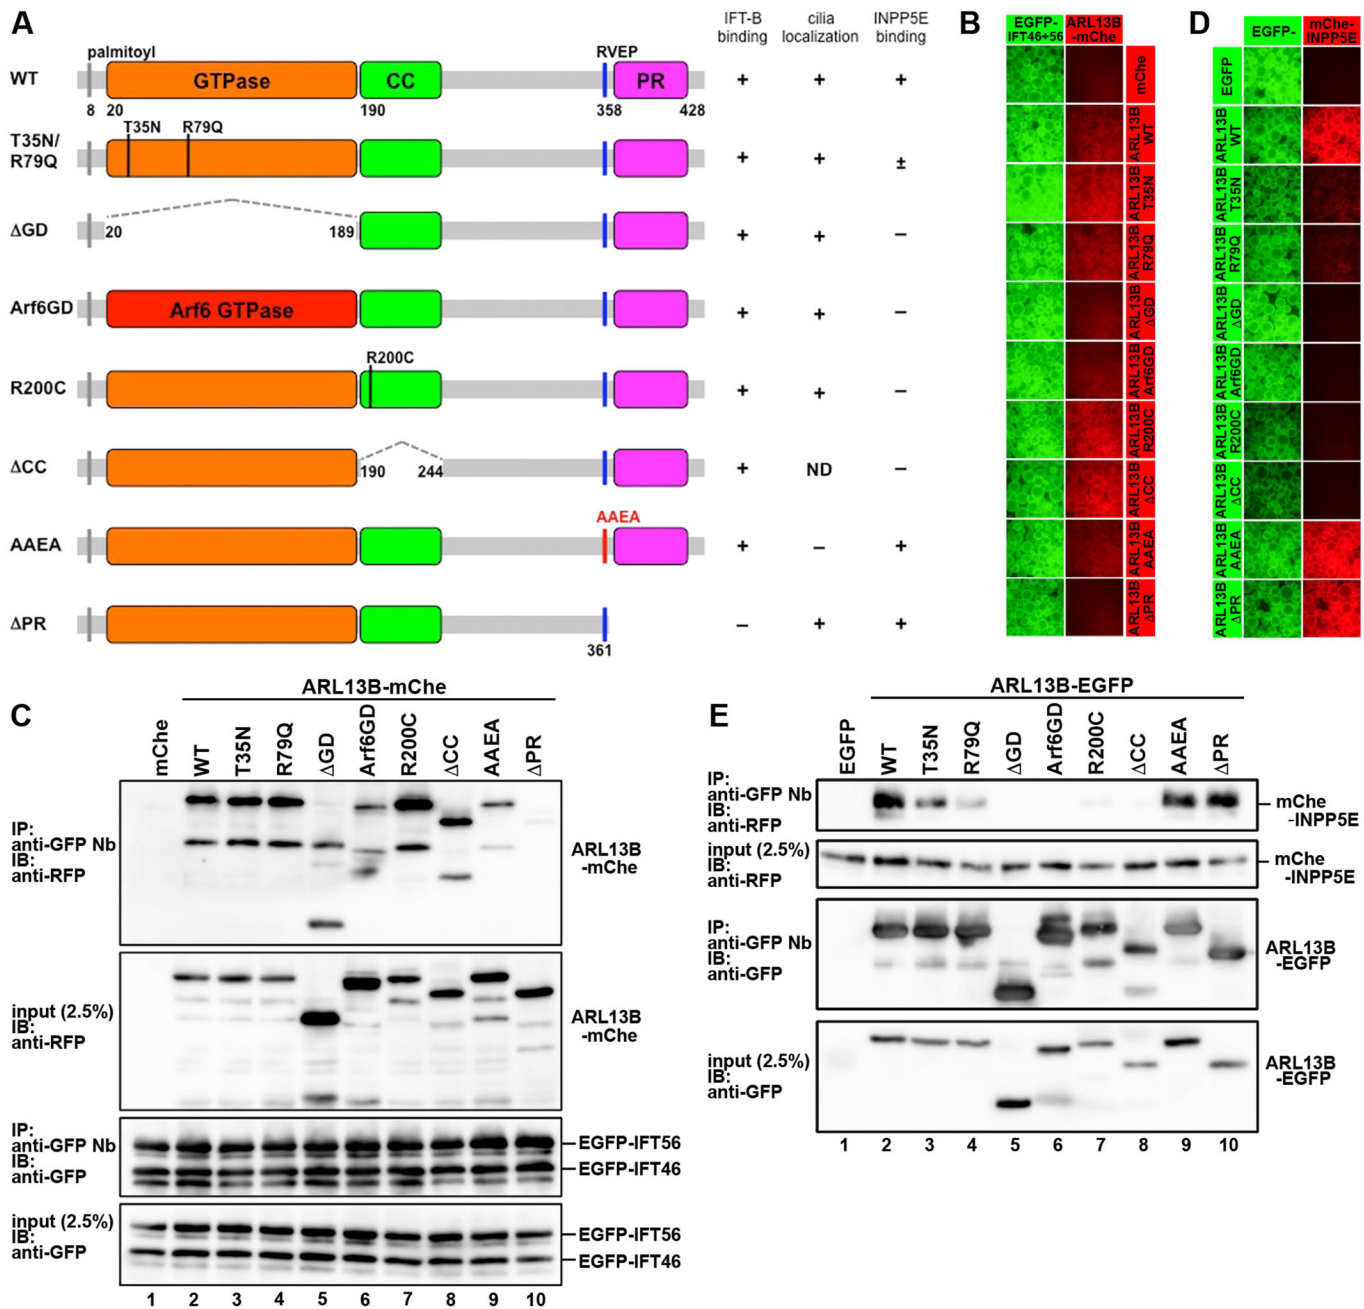 A
IFT-B binding
cilia localization
INPP5E binding
palmitoyl
RVEP
WT
GTPase
CC
PR
+ + +
8 20 190 358 428
T35N/
R79Q
T35N R79Q
+ + ±
ΔGD
20 189
+ + –
Arf6GD
Arf6 GTPase
+ + –
R200C
R200C
+ + –
ΔCC
190 244
+ ND –
AAEA
AAEA
+ – +
ΔPR
361
– + +
B
EGFP-
IFT46+56
ARL13B
-mChe
mChe
ARL13B
WT
ARL13B
T35N
ARL13B
R79Q
ARL13B
ΔGD
ARL13B
Arf6GD
ARL13B
R200C
ARL13B
ΔCC
ARL13B
AAEA
ARL13B
ΔPR
D
EGFP-
mChe-
INPP5E
EGFP
ARL13B
WT
ARL13B
T35N
ARL13B
R79Q
ARL13B
ΔGD
ARL13B
Arf6GD
ARL13B
R200C
ARL13B
ΔCC
ARL13B
AAEA
ARL13B
ΔPR
C
ARL13B-mChe
mChe WT T35N R79Q ΔGD Arf6GD R200C ΔCC AAEA ΔPR
IP:
anti-GFP Nb
IB:
anti-RFP
ARL13B
-mChe
input (2.5%)
IB:
anti-RFP
ARL13B
-mChe
IP:
anti-GFP Nb
IB:
anti-GFP
EGFP-IFT56
EGFP-IFT46
input (2.5%)
IB:
anti-GFP
EGFP-IFT56
EGFP-IFT46
1 2 3 4 5 6 7 8 9 10
E
ARL13B-EGFP
EGFP WT T35N R79Q ΔGD Arf6GD R200C ΔCC AAEA ΔPR
IP:
anti-GFP Nb
IB:
anti-RFP
mChe
-INPP5E
input (2.5%)
IB:
anti-RFP
mChe
-INPP5E
IP:
anti-GFP Nb
IB:
anti-GFP
ARL13B
-EGFP
input (2.5%)
IB:
anti-GFP
ARL13B
-EGFP
1 2 3 4 5 6 7 8 9 10